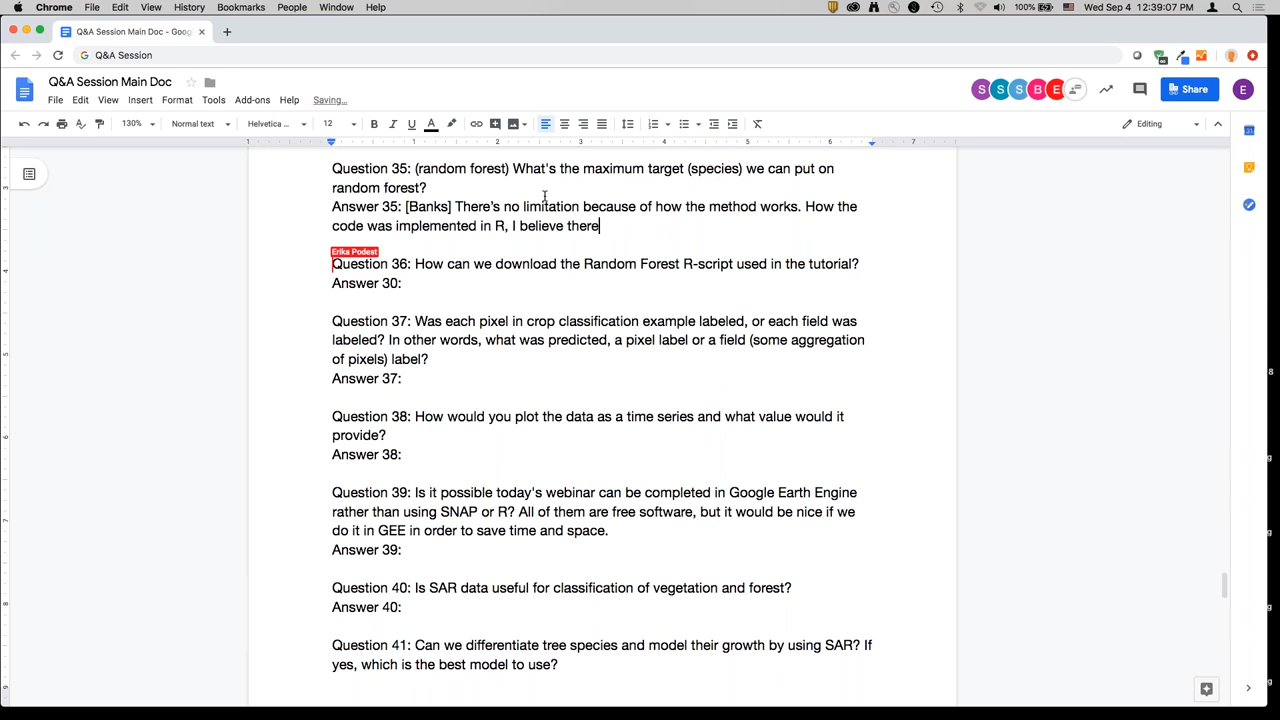 Chrome File Edit View History Bookmarks People Window Help 100% Wed Sep 4 12:39:07 PM
Q&A Session Main Doc - Goog
Q&A Session
Q&A Session Main Doc
File Edit View Insert Format Tools Add-ons Help Saving...
S S S B E Share E
130% Normal text Helvetica ... 12 B I U A Editing
1 1 2 3 4 5 6 7
Question 35: (random forest) What's the maximum target (species) we can put on
random forest?
Answer 35: [Banks] There's no limitation because of how the method works. How the
code was implemented in R, I believe there
Erika Podest
Question 36: How can we download the Random Forest R-script used in the tutorial?
Answer 30:
Question 37: Was each pixel in crop classification example labeled, or each field was
labeled? In other words, what was predicted, a pixel label or a field (some aggregation
of pixels) label?
Answer 37:
Question 38: How would you plot the data as a time series and what value would it
provide?
Answer 38:
Question 39: Is it possible today's webinar can be completed in Google Earth Engine
rather than using SNAP or R? All of them are free software, but it would be nice if we
do it in GEE in order to save time and space.
Answer 39:
Question 40: Is SAR data useful for classification of vegetation and forest?
Answer 40:
Question 41: Can we differentiate tree species and model their growth by using SAR? If
yes, which is the best model to use?